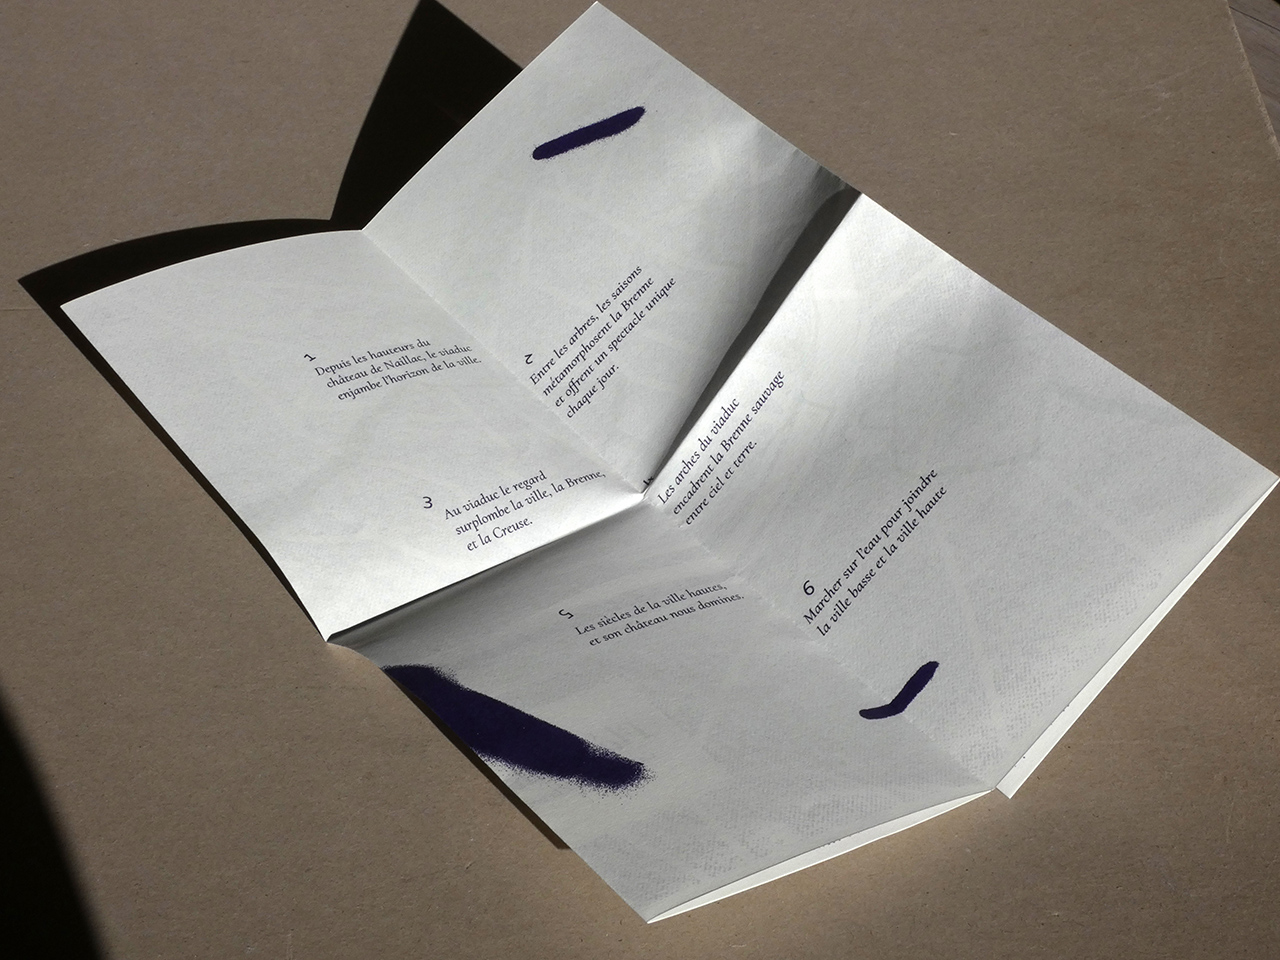 1
Depuis les hauteurs du
château de Naillac, le viaduc
enjambe l'horizon de la ville.
2
Entre les arbres, les saisons
métamorphosent la Brenne
et offrent un spectacle unique
chaque jour.
3
Au viaduc le regard
surplombe la ville, la Brenne,
et la Creuse.
Les arches du viaduc
encadrent la Brenne sauvage
entre ciel et terre.
5
Les siècles de la ville hautes,
et son château nous domines.
6
Marcher sur l'eau pour joindre
la ville basse et la ville haute